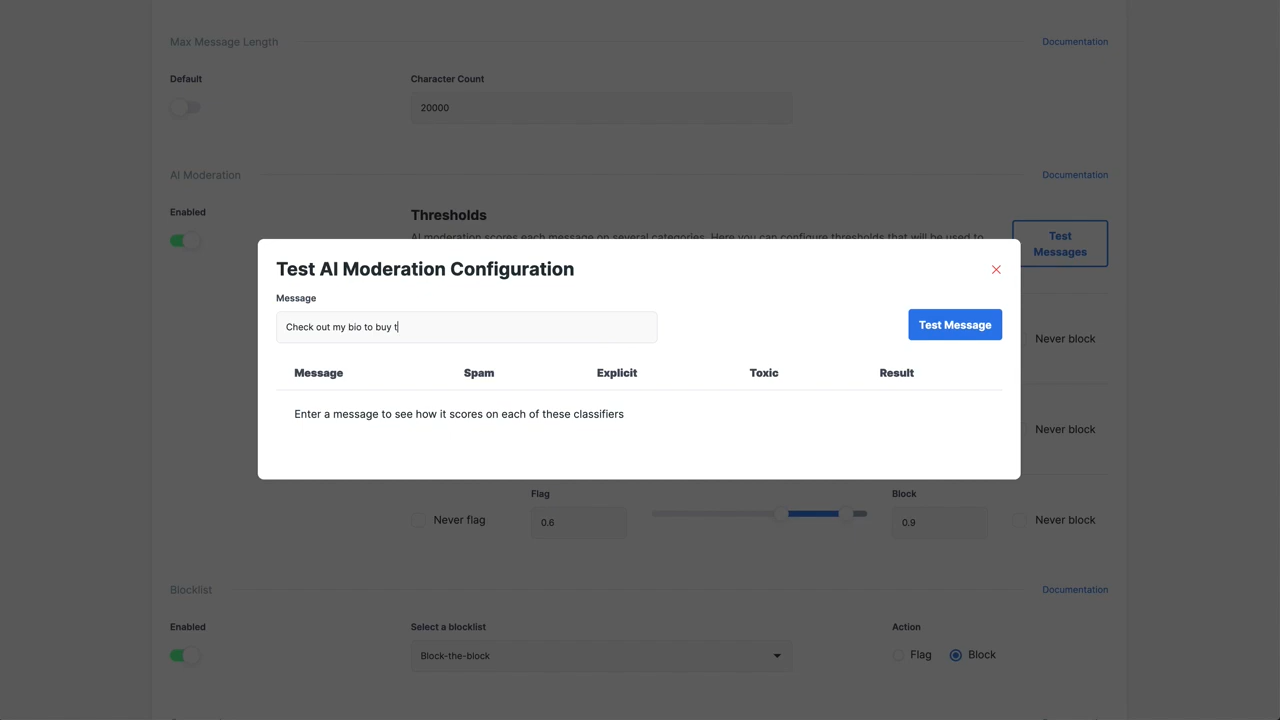 Max Message Length
Documentation
Default
Character Count
20000
AI Moderation
Documentation
Enabled
Thresholds
AI moderation scores each message on several categories. Here you can configure thresholds that will be used to
Test
Messages
Test AI Moderation Configuration
Message
Check out my bio to buy t
Test Message
Never block
Message Spam Explicit Toxic Result
Enter a message to see how it scores on each of these classifiers
Never block
Flag
Block
Never flag
0.6
0.9
Never block
Blocklist
Documentation
Enabled
Select a blocklist
Action
Block-the-block
Flag
Block